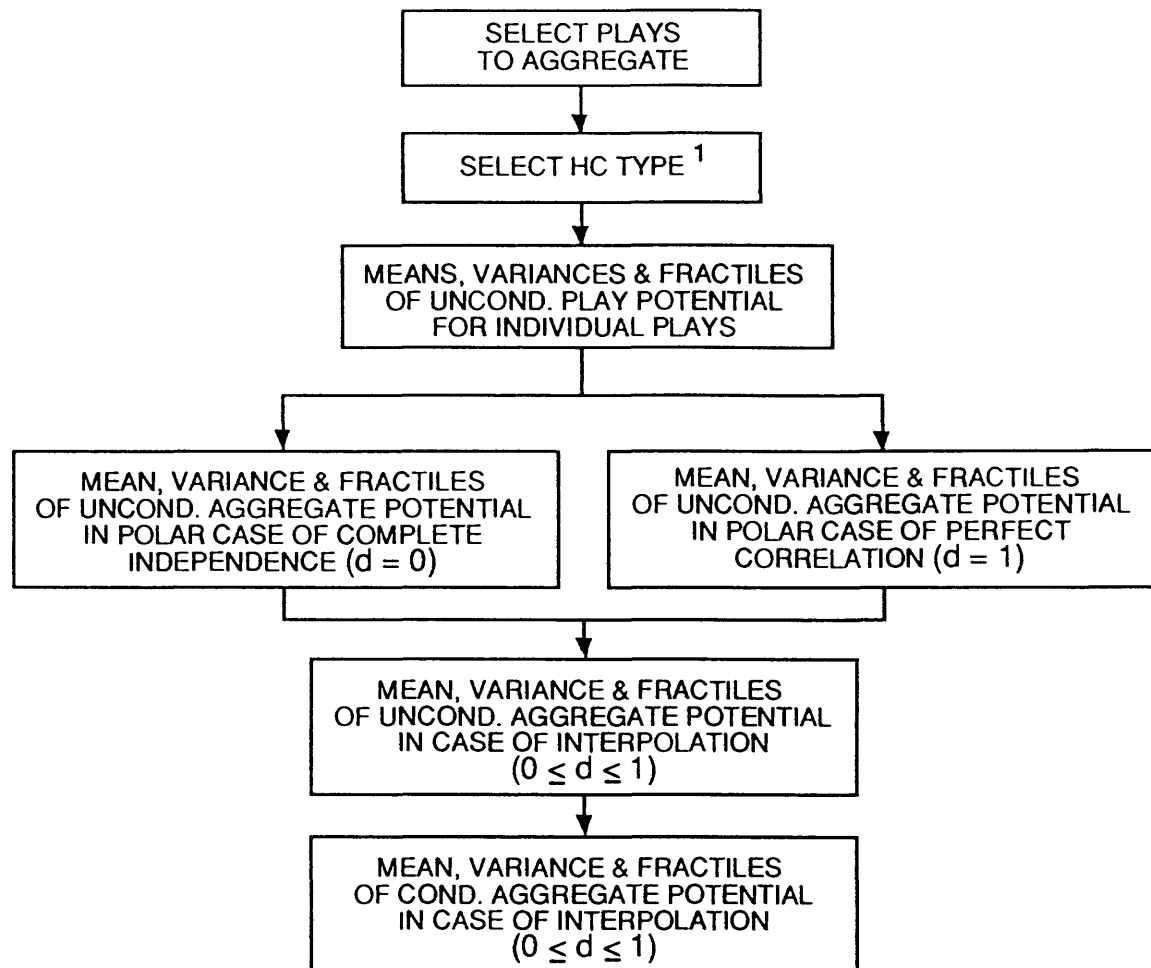 SELECT PLAYS
TO AGGREGATE
SELECT HC TYPE 1
MEANS, VARIANCES & FRACTILES
OF UNCOND. PLAY POTENTIAL
FOR INDIVIDUAL PLAYS
MEAN, VARIANCE & FRACTILES
OF UNCOND. AGGREGATE POTENTIAL
IN POLAR CASE OF COMPLETE
INDEPENDENCE (d = 0)
MEAN, VARIANCE & FRACTILES
OF UNCOND. AGGREGATE POTENTIAL
IN POLAR CASE OF PERFECT
CORRELATION (d = 1)
MEAN, VARIANCE & FRACTILES
OF UNCOND. AGGREGATE POTENTIAL
IN CASE OF INTERPOLATION
(0 ≤ d ≤ 1)
MEAN, VARIANCE & FRACTILES
OF COND. AGGREGATE POTENTIAL
IN CASE OF INTERPOLATION
(0 ≤ d ≤ 1)